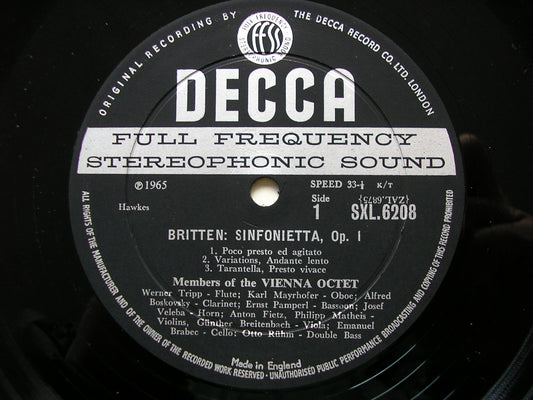 ORIGINAL RECORDING BY
THE DECCA RECORD CO. LTD. LONDON
FULL FREQUENCY
FFSS
STEREOPHONIC SOUND
DECCA
FULL FREQUENCY
STEREOPHONIC SOUND
℗1965
SPEED 33-⅓ K/T
Side
(ZAL.6875)
Hawkes
1
SXL.6208
BRITTEN: SINFONIETTA, Op. 1
1. Poco presto ed agitato
2. Variations, Andante lento
3. Tarantella, Presto vivace
Members of the VIENNA OCTET
Werner Tripp - Flute; Karl Mayrhofer - Oboe; Alfred
Boskovsky - Clarinet; Ernst Pamperl - Bassoon; Josef
Veleba - Horn; Anton Fietz, Philipp Matheis -
Violins, Günther Breitenbach - Viola; Emanuel
Brabec - Cello; Otto Rühm - Double Bass
Made in England
ALL RIGHTS OF THE MANUFACTURER AND OF THE OWNER OF THE RECORDED WORK RESERVED - UNAUTHORISED PUBLIC PERFORMANCE BROADCASTING AND COPYING OF THIS RECORD PROHIBITED